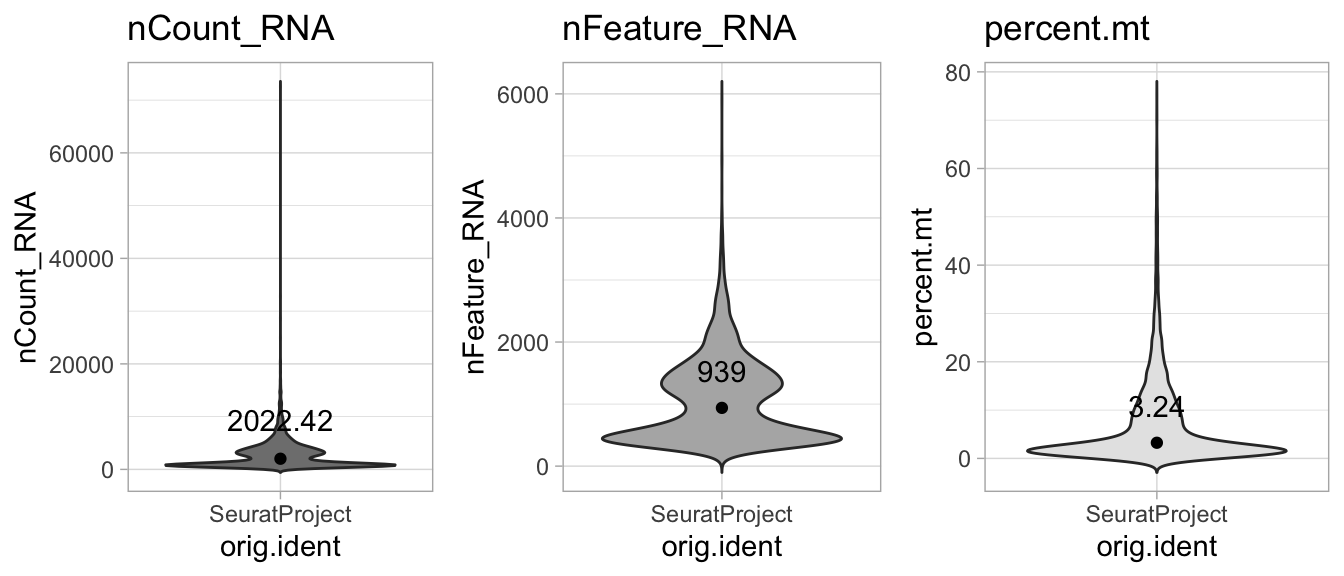 nCount_RNA
nCount_RNA
60000
40000
20000
0
2022.42
SeuratProject
orig.ident
nFeature_RNA
nFeature_RNA
6000
4000
2000
0
939
SeuratProject
orig.ident
percent.mt
percent.mt
80
60
40
20
0
3.24
SeuratProject
orig.ident